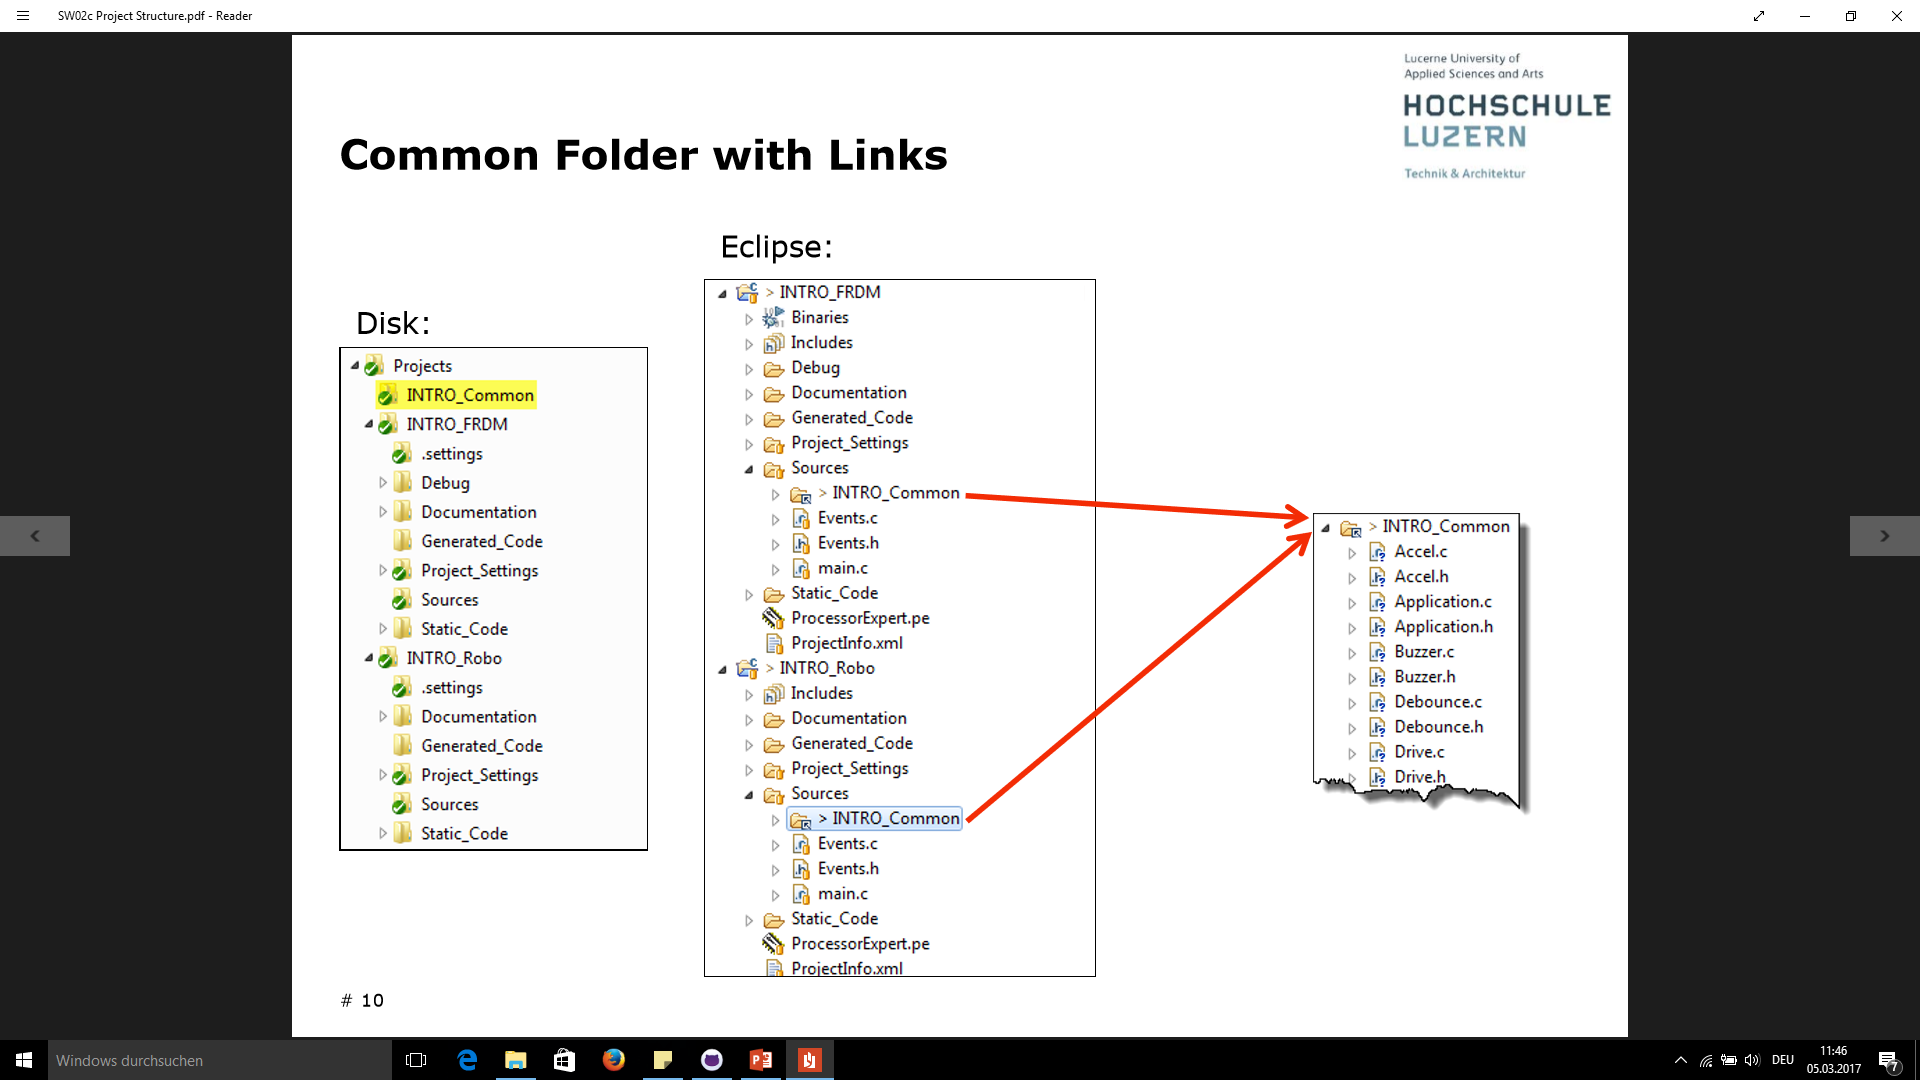 SW02c Project Structure.pdf - Reader
Lucerne University of
Applied Sciences and Arts
HOCHSCHULE
LUZERN
Technik & Architektur
Common Folder with Links
Disk:
Projects
INTRO_Common
INTRO_FRDM
.settings
Debug
Documentation
Generated_Code
Project_Settings
Sources
Static_Code
INTRO_Robo
.settings
Documentation
Generated_Code
Project_Settings
Sources
Static_Code
Eclipse:
> INTRO_FRDM
Binaries
Includes
Debug
Documentation
Generated_Code
Project_Settings
Sources
> INTRO_Common
Events.c
Events.h
main.c
Static_Code
ProcessorExpert.pe
ProjectInfo.xml
> INTRO_Robo
Includes
Documentation
Generated_Code
Project_Settings
Sources
> INTRO_Common
Events.c
Events.h
main.c
Static_Code
ProcessorExpert.pe
ProjectInfo.xml
> INTRO_Common
Accel.c
Accel.h
Application.c
Application.h
Buzzer.c
Buzzer.h
Debounce.c
Debounce.h
Drive.c
Drive.h
# 10
Windows durchsuchen
DEU
11:46
05.03.2017
7